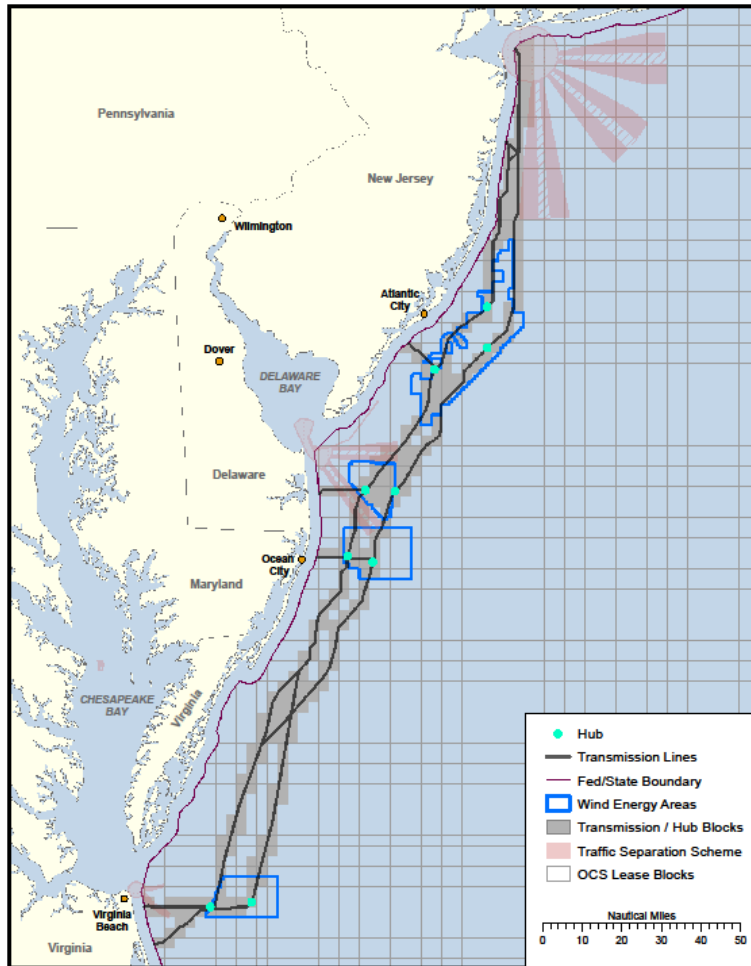 Pennsylvania
New Jersey
Wilmington
Atlantic
City
Dover
DELAWARE
BAY
Delaware
Ocean
City
Maryland
CHESAPEAKE
BAY
Virginia
Virginia
Beach
Virginia
Hub
Transmission Lines
Fed/State Boundary
Wind Energy Areas
Transmission / Hub Blocks
Traffic Separation Scheme
OCS Lease Blocks
Nautical Miles
0 10 20 30 40 50